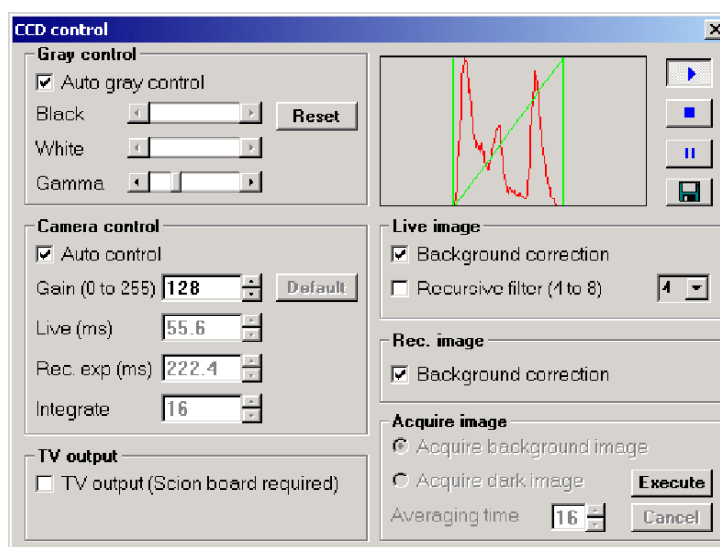 CCD control
Gray control
Auto gray control
Black
Reset
White
Gamma
Camera control
Auto control
Gain (0 to 255) 128 Default
Live (ms) 55.6
Rec. exp (ms) 222.4
Integrate 16
TV output
TV output (Scion board required)
Live image
Background correction
Recursive filter (4 to 8) 4
Rec. image
Background correction
Acquire image
Acquire background image
Acquire dark image Execute
Averaging time 16 Cancel